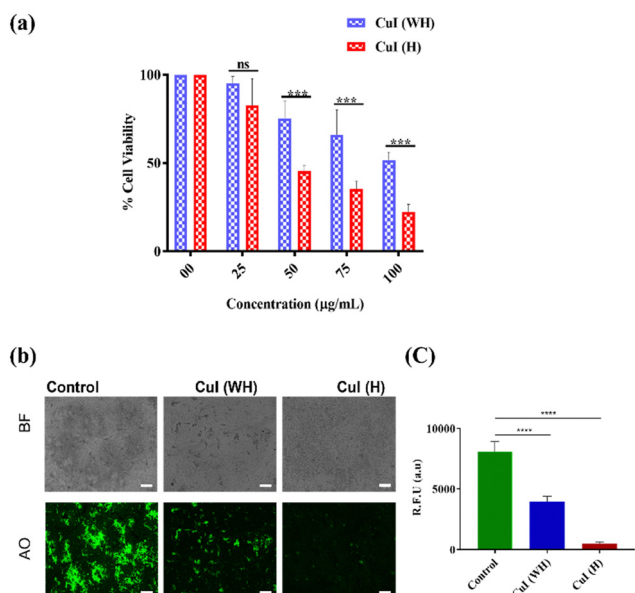 (a)
CuI (WH)
CuI (H)
ns
***
***
***
100
50
0
% Cell Viability
00
25
50
75
100
Concentration (µg/mL)
(b)
Control
CuI (WH)
CuI (H)
BF
AO
(C)
****
****
10000
5000
0
R.F.U (a.u)
Control
CuI (WH)
CuI (H)